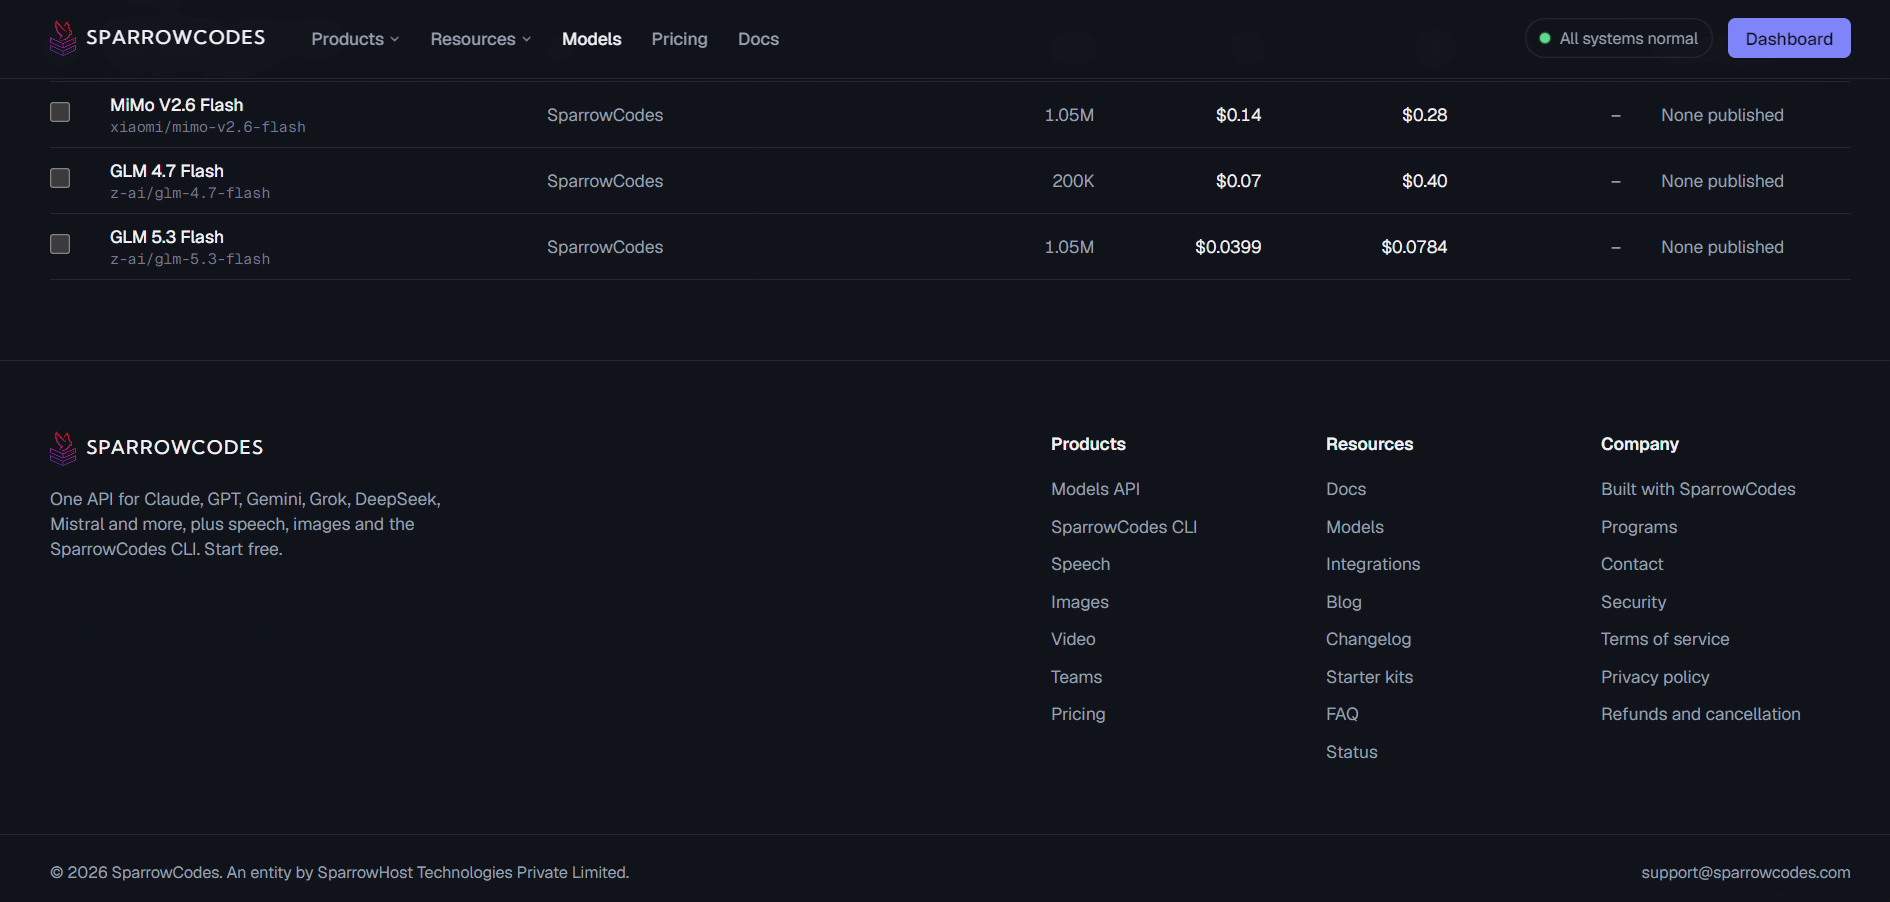 SPARROWCODES Products Resources Models Pricing Docs All systems normal Dashboard
MiMo V2.6 Flash
xiaomi/mimo-v2.6-flash
SparrowCodes 1.05M $0.14 $0.28 – None published
GLM 4.7 Flash
z-ai/glm-4.7-flash
SparrowCodes 200K $0.07 $0.40 – None published
GLM 5.3 Flash
z-ai/glm-5.3-flash
SparrowCodes 1.05M $0.0399 $0.0784 – None published
SPARROWCODES
One API for Claude, GPT, Gemini, Grok, DeepSeek,
Mistral and more, plus speech, images and the
SparrowCodes CLI. Start free.
Products
Models API
SparrowCodes CLI
Speech
Images
Video
Teams
Pricing
Resources
Docs
Models
Integrations
Blog
Changelog
Starter kits
FAQ
Status
Company
Built with SparrowCodes
Programs
Contact
Security
Terms of service
Privacy policy
Refunds and cancellation
© 2026 SparrowCodes. An entity by SparrowHost Technologies Private Limited.
support@sparrowcodes.com